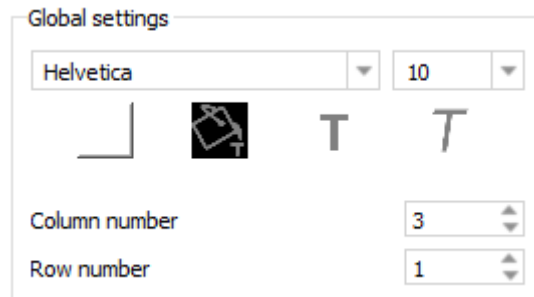 Global settings
Helvetica 10
T T T
Column number 3
Row number 1